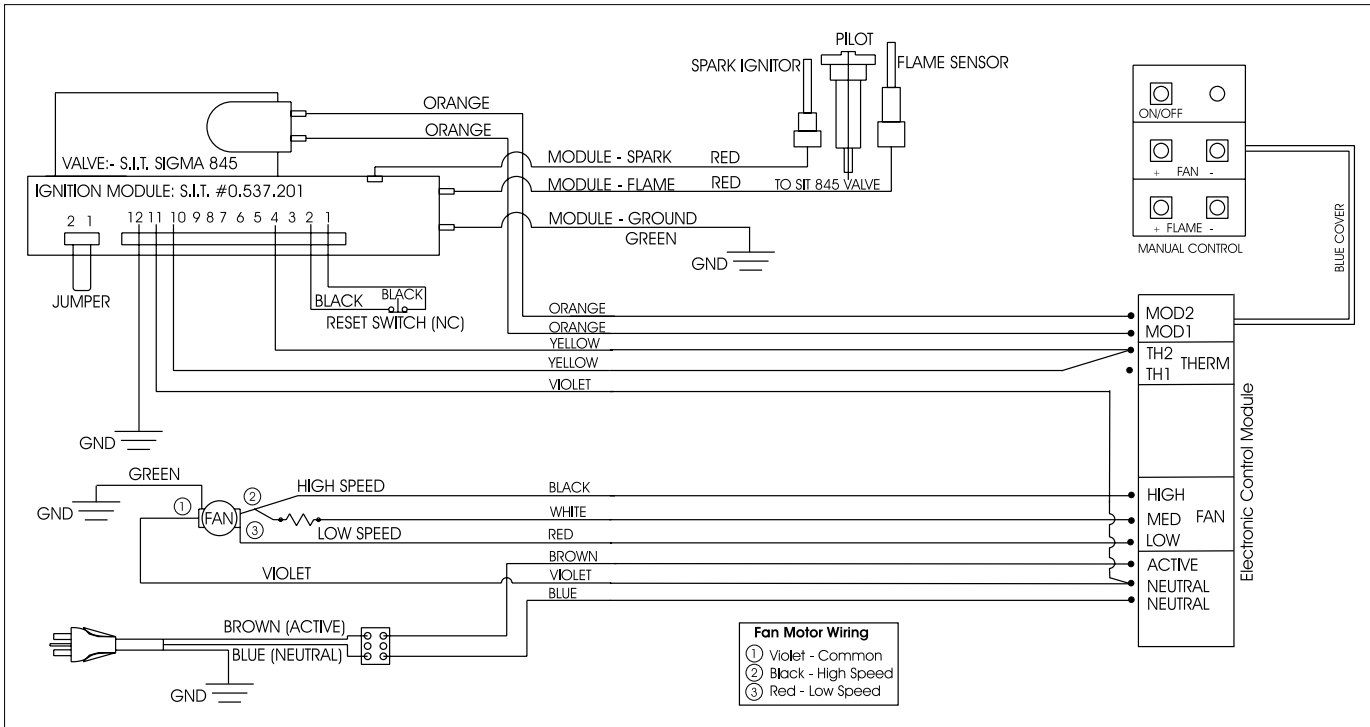 PILOT
SPARK IGNITOR
FLAME SENSOR
ORANGE
ORANGE
ON/OFF
VALVE:- S.I.T. SIGMA 845
MODULE - SPARK RED
+ FAN -
IGNITION MODULE: S.I.T. #0.537.201
MODULE - FLAME RED
TO SIT 845 VALVE
2 1
12 11 10 9 8 7 6 5 4 3 2 1
MODULE - GROUND
GREEN
+ FLAME -
MANUAL CONTROL
BLUE COVER
GND
JUMPER
BLACK
BLACK
RESET SWITCH (NC)
ORANGE
MOD2
ORANGE
MOD1
YELLOW
TH2
THERM
YELLOW
TH1
VIOLET
Electronic Control Module
GND
GREEN
GND
1
FAN
2
3
HIGH SPEED
BLACK
HIGH
WHITE
MED
FAN
LOW SPEED
RED
LOW
BROWN
ACTIVE
VIOLET
VIOLET
NEUTRAL
BLUE
NEUTRAL
BROWN (ACTIVE)
BLUE (NEUTRAL)
GND
Fan Motor Wiring
1 Violet - Common
2 Black - High Speed
3 Red - Low Speed